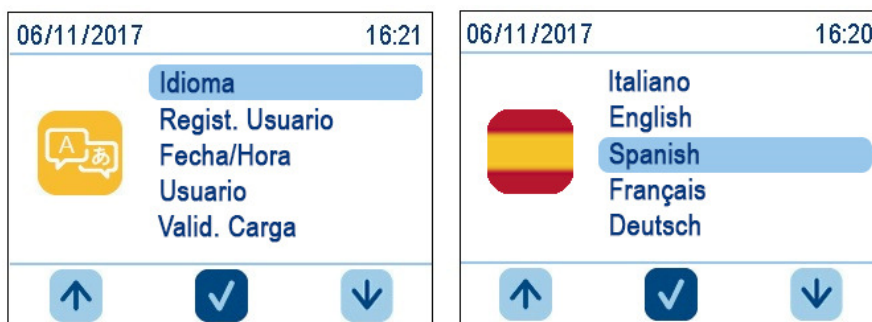 06/11/2017 16:21
Idioma
Regist. Usuario
Fecha/Hora
Usuario
Valid. Carga
A あ
06/11/2017 16:20
Italiano
English
Spanish
Français
Deutsch